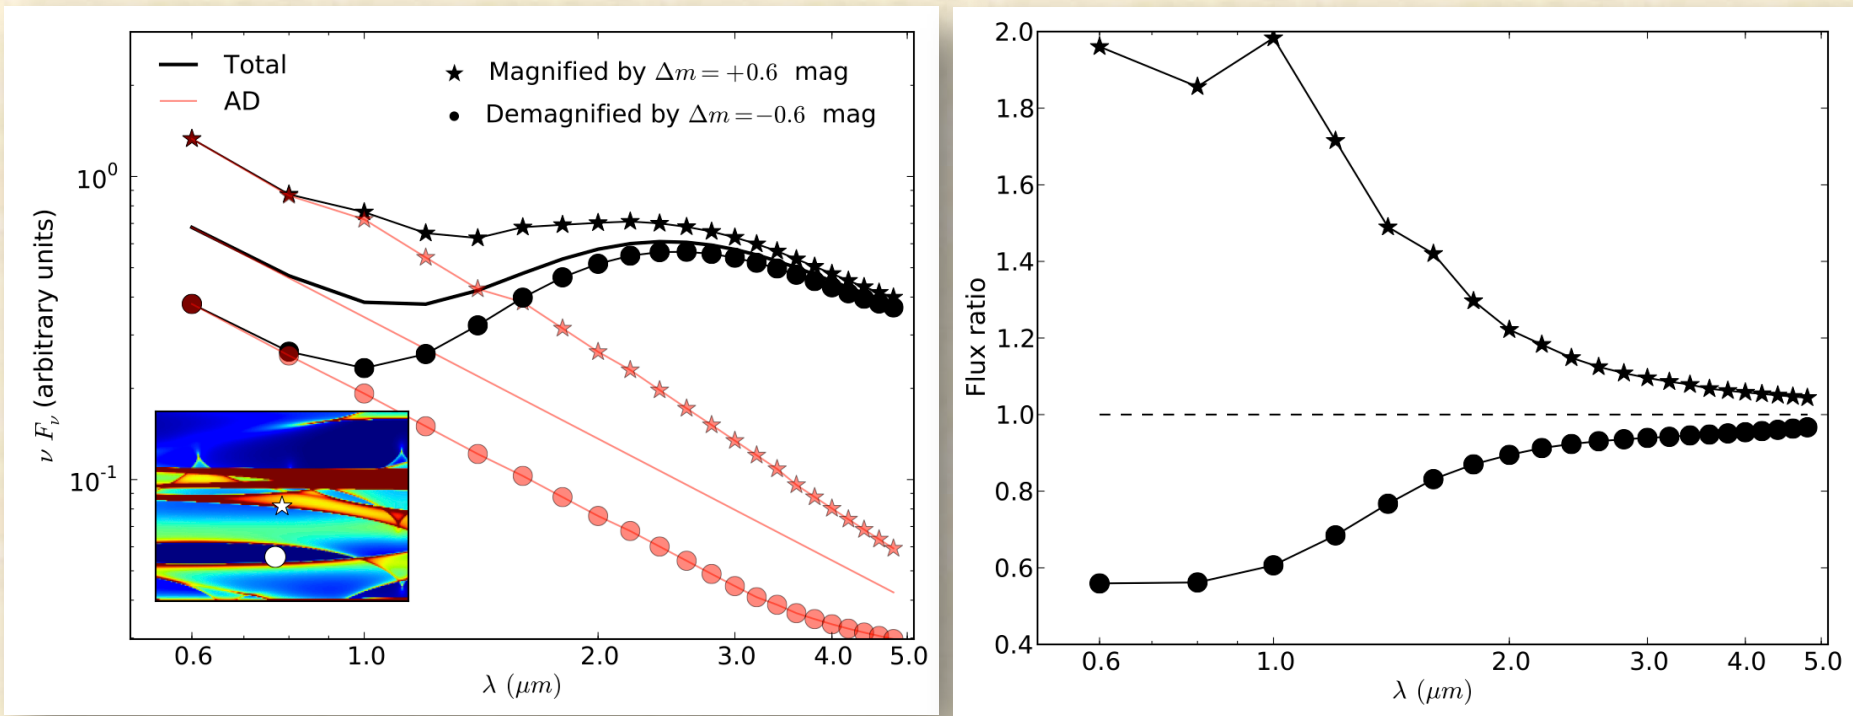 Total
AD
Magnified by Δm = +0.6 mag
Demagnified by Δm = −0.6 mag
10^0
10^-1
ν F_ν (arbitrary units)
0.6 1.0 2.0 3.0 4.0 5.0
λ (μm)
2.0
1.8
1.6
1.4
1.2
1.0
0.8
0.6
0.4
Flux ratio
0.6 1.0 2.0 3.0 4.0 5.0
λ (μm)